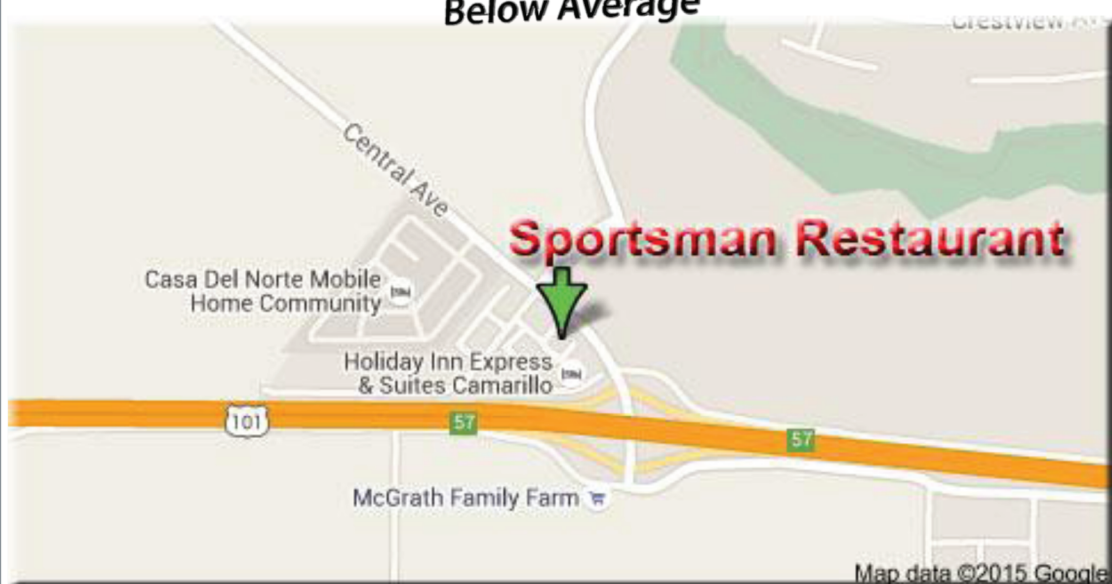 Below Average
Crestview Ave
Central Ave
Sportsman Restaurant
Casa Del Norte Mobile
Home Community
Holiday Inn Express
& Suites Camarillo
101
57
57
McGrath Family Farm
Map data ©2015 Google